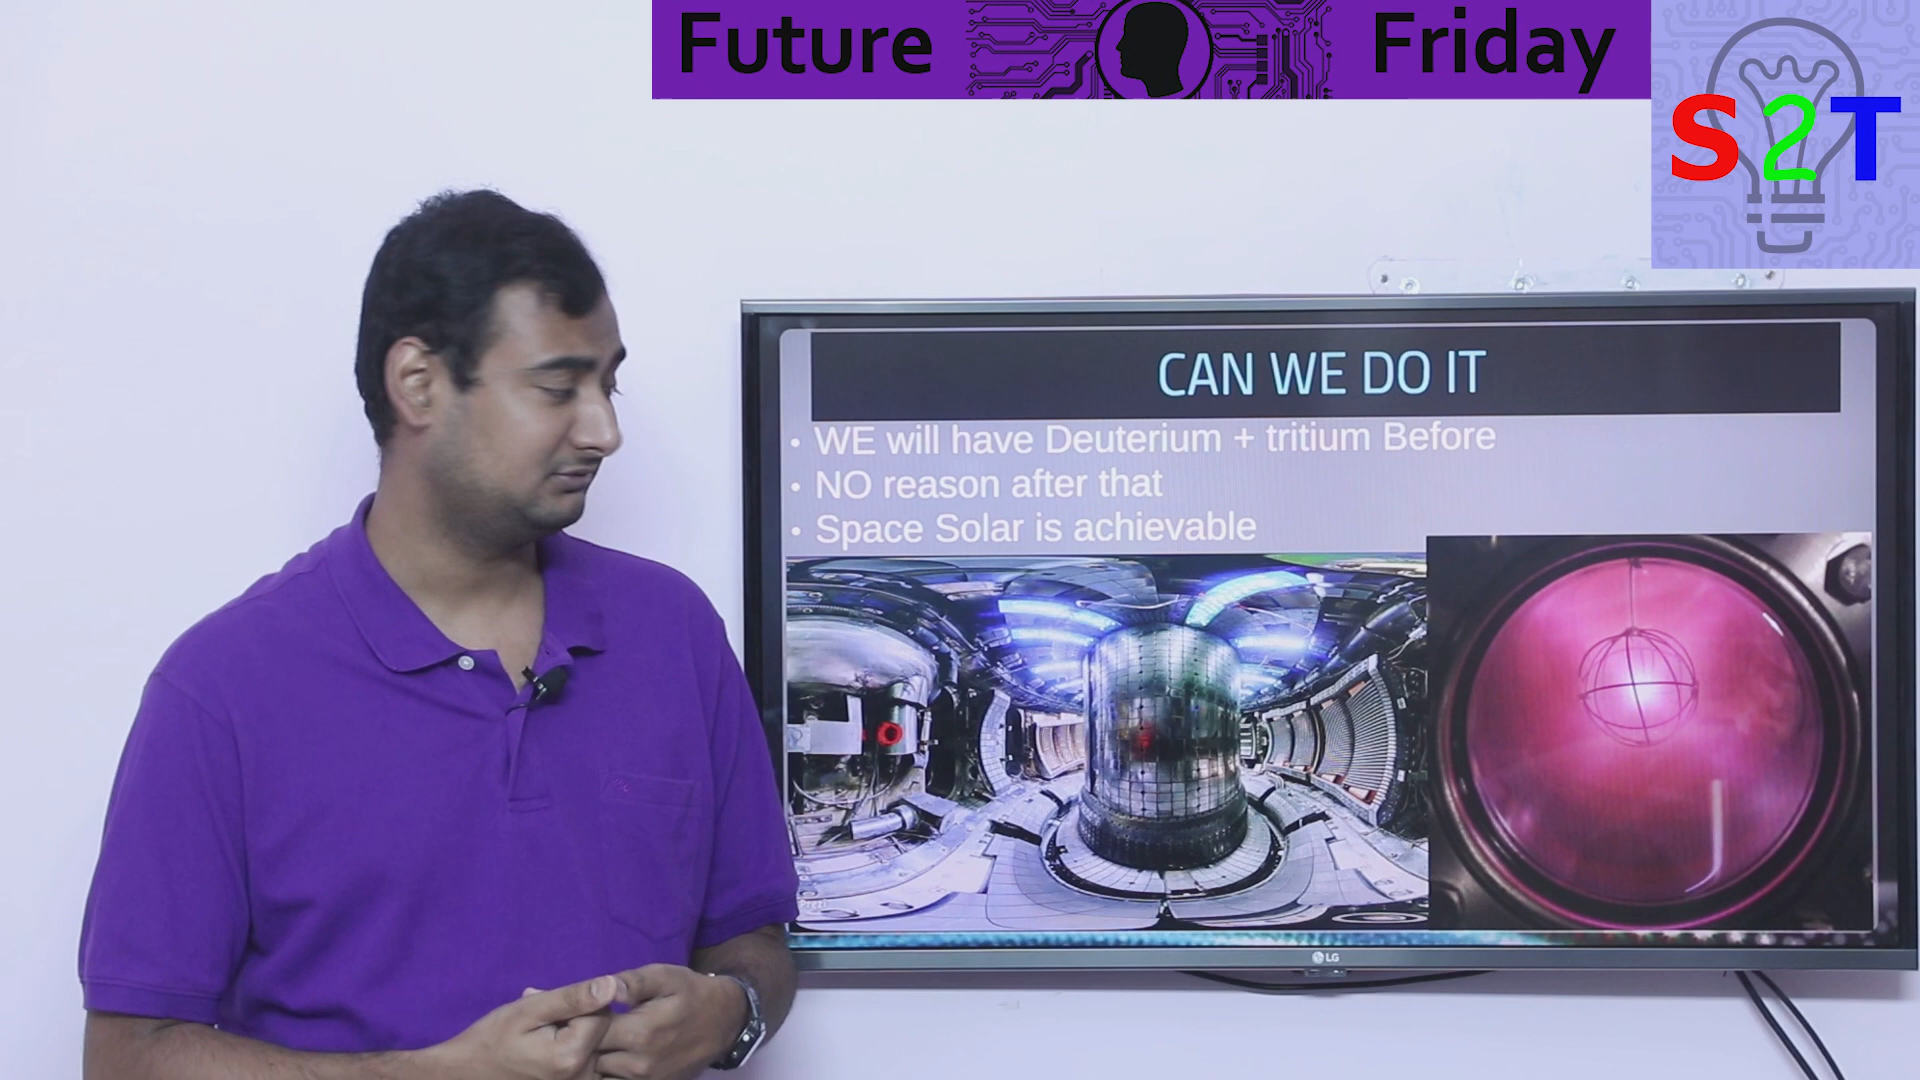 Future Friday
S2T
CAN WE DO IT
• WE will have Deuterium + tritium Before
• NO reason after that
• Space Solar is achievable
Prezi
LG